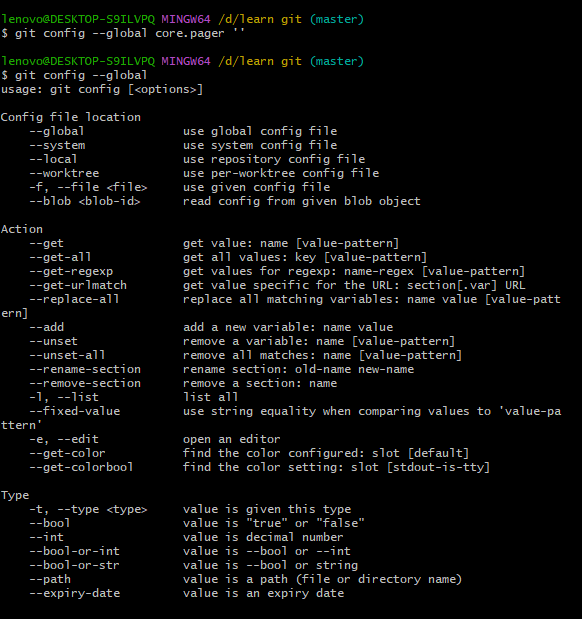 lenovo@DESKTOP-S9ILVPQ MINGW64 /d/learn git (master)
$ git config --global core.pager ''
lenovo@DESKTOP-S9ILVPQ MINGW64 /d/learn git (master)
$ git config --global
usage: git config [<options>]
Config file location
    --global              use global config file
    --system              use system config file
    --local               use repository config file
    --worktree            use per-worktree config file
    -f, --file <file>     use given config file
    --blob <blob-id>      read config from given blob object
Action
    --get                 get value: name [value-pattern]
    --get-all             get all values: key [value-pattern]
    --get-regexp          get values for regexp: name-regex [value-pattern]
    --get-urlmatch        get value specific for the URL: section[.var] URL
    --replace-all         replace all matching variables: name value [value-patt
ern]
    --add                 add a new variable: name value
    --unset               remove a variable: name [value-pattern]
    --unset-all           remove all matches: name [value-pattern]
    --rename-section      rename section: old-name new-name
    --remove-section      remove a section: name
    -l, --list            list all
    --fixed-value         use string equality when comparing values to 'value-pa
ttern'
    -e, --edit            open an editor
    --get-color           find the color configured: slot [default]
    --get-colorbool       find the color setting: slot [stdout-is-tty]
Type
    -t, --type <type>     value is given this type
    --bool                value is "true" or "false"
    --int                 value is decimal number
    --bool-or-int         value is --bool or --int
    --bool-or-str         value is --bool or string
    --path                value is a path (file or directory name)
    --expiry-date         value is an expiry date